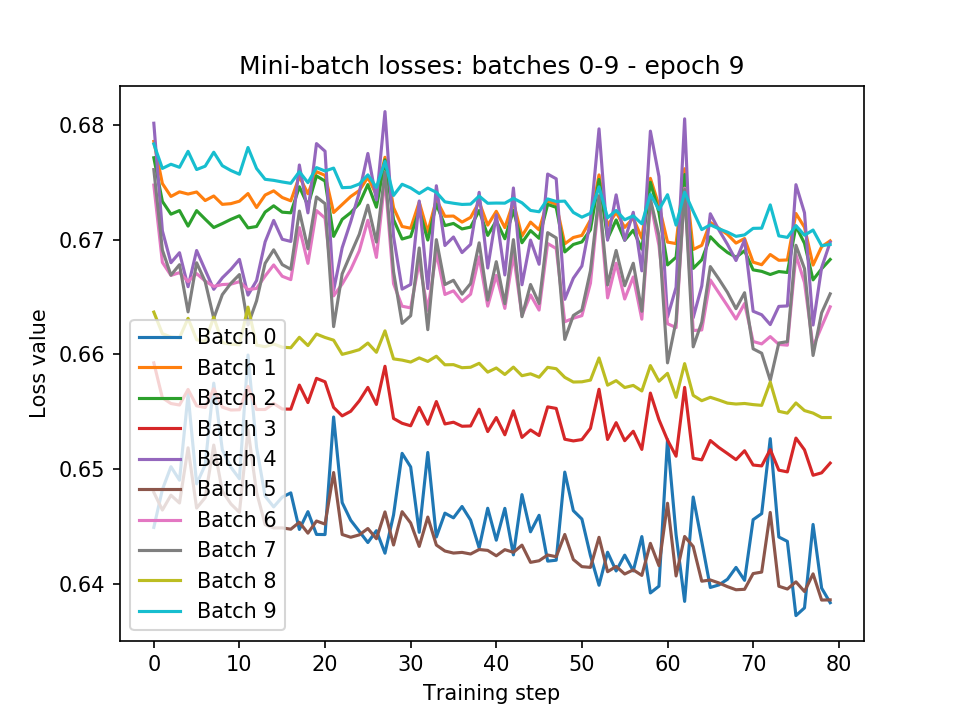 Mini-batch losses: batches 0-9 - epoch 9
0.68
0.67
0.66
0.65
0.64
Loss value
Batch 0
Batch 1
Batch 2
Batch 3
Batch 4
Batch 5
Batch 6
Batch 7
Batch 8
Batch 9
0 10 20 30 40 50 60 70 80
Training step